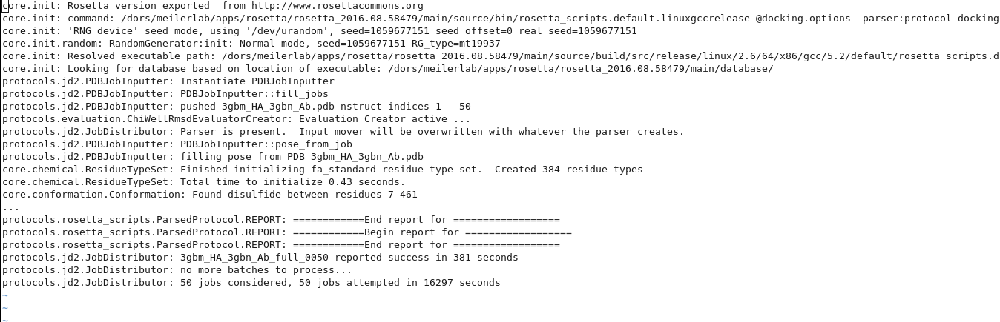 core.init: Rosetta version exported  from http://www.rosettacommons.org
core.init: command: /dors/meilerlab/apps/rosetta/rosetta_2016.08.58479/main/source/bin/rosetta_scripts.default.linuxgccrelease @docking.options -parser:protocol docking
core.init: 'RNG device' seed mode, using '/dev/urandom', seed=1059677151 seed_offset=0 real_seed=1059677151
core.init.random: RandomGenerator:init: Normal mode, seed=1059677151 RG_type=mt19937
core.init: Resolved executable path: /dors/meilerlab/apps/rosetta/rosetta_2016.08.58479/main/source/build/src/release/linux/2.6/64/x86/gcc/5.2/default/rosetta_scripts.d
core.init: Looking for database based on location of executable: /dors/meilerlab/apps/rosetta/rosetta_2016.08.58479/main/database/
protocols.jd2.PDBJobInputter: Instantiate PDBJobInputter
protocols.jd2.PDBJobInputter: PDBJobInputter::fill_jobs
protocols.jd2.PDBJobInputter: pushed 3gbm_HA_3gbn_Ab.pdb nstruct indices 1 - 50
protocols.evaluation.ChiWellRmsdEvaluatorCreator: Evaluation Creator active ...
protocols.jd2.JobDistributor: Parser is present.  Input mover will be overwritten with whatever the parser creates.
protocols.jd2.PDBJobInputter: PDBJobInputter::pose_from_job
protocols.jd2.PDBJobInputter: filling pose from PDB 3gbm_HA_3gbn_Ab.pdb
core.chemical.ResidueTypeSet: Finished initializing fa_standard residue type set.  Created 384 residue types
core.chemical.ResidueTypeSet: Total time to initialize 0.43 seconds.
core.conformation.Conformation: Found disulfide between residues 7 461
...
protocols.rosetta_scripts.ParsedProtocol.REPORT: ============End report for ==================
protocols.rosetta_scripts.ParsedProtocol.REPORT: ============Begin report for ==================
protocols.rosetta_scripts.ParsedProtocol.REPORT: ============End report for ==================
protocols.jd2.JobDistributor: 3gbm_HA_3gbn_Ab_full_0050 reported success in 381 seconds
protocols.jd2.JobDistributor: no more batches to process...
protocols.jd2.JobDistributor: 50 jobs considered, 50 jobs attempted in 16297 seconds
~
~
~